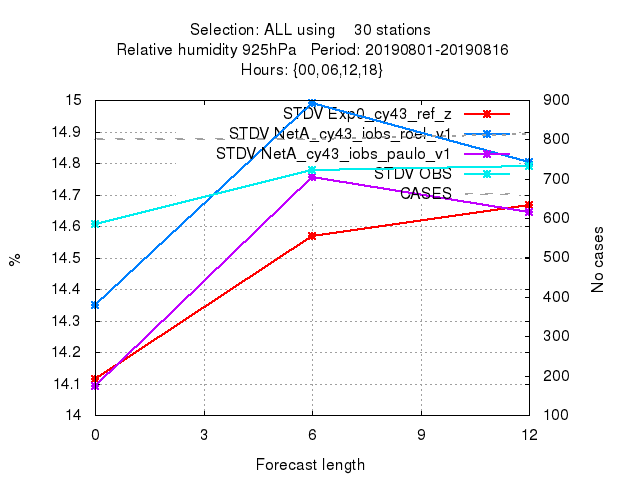 Selection: ALL using    30 stations
Relative humidity 925hPa   Period: 20190801-20190816
Hours: {00,06,12,18}
15
14.9
14.8
14.7
14.6
14.5
14.4
14.3
14.2
14.1
14
%
STDV Exp0_cy43_ref_z
STDV NetA_cy43_iobs_roer_v1
STDV NetA_cy43_iobs_paulo_v1
STDV OBS
CASES
900
800
700
600
500
400
300
200
100
No cases
0 3 6 9 12
Forecast length